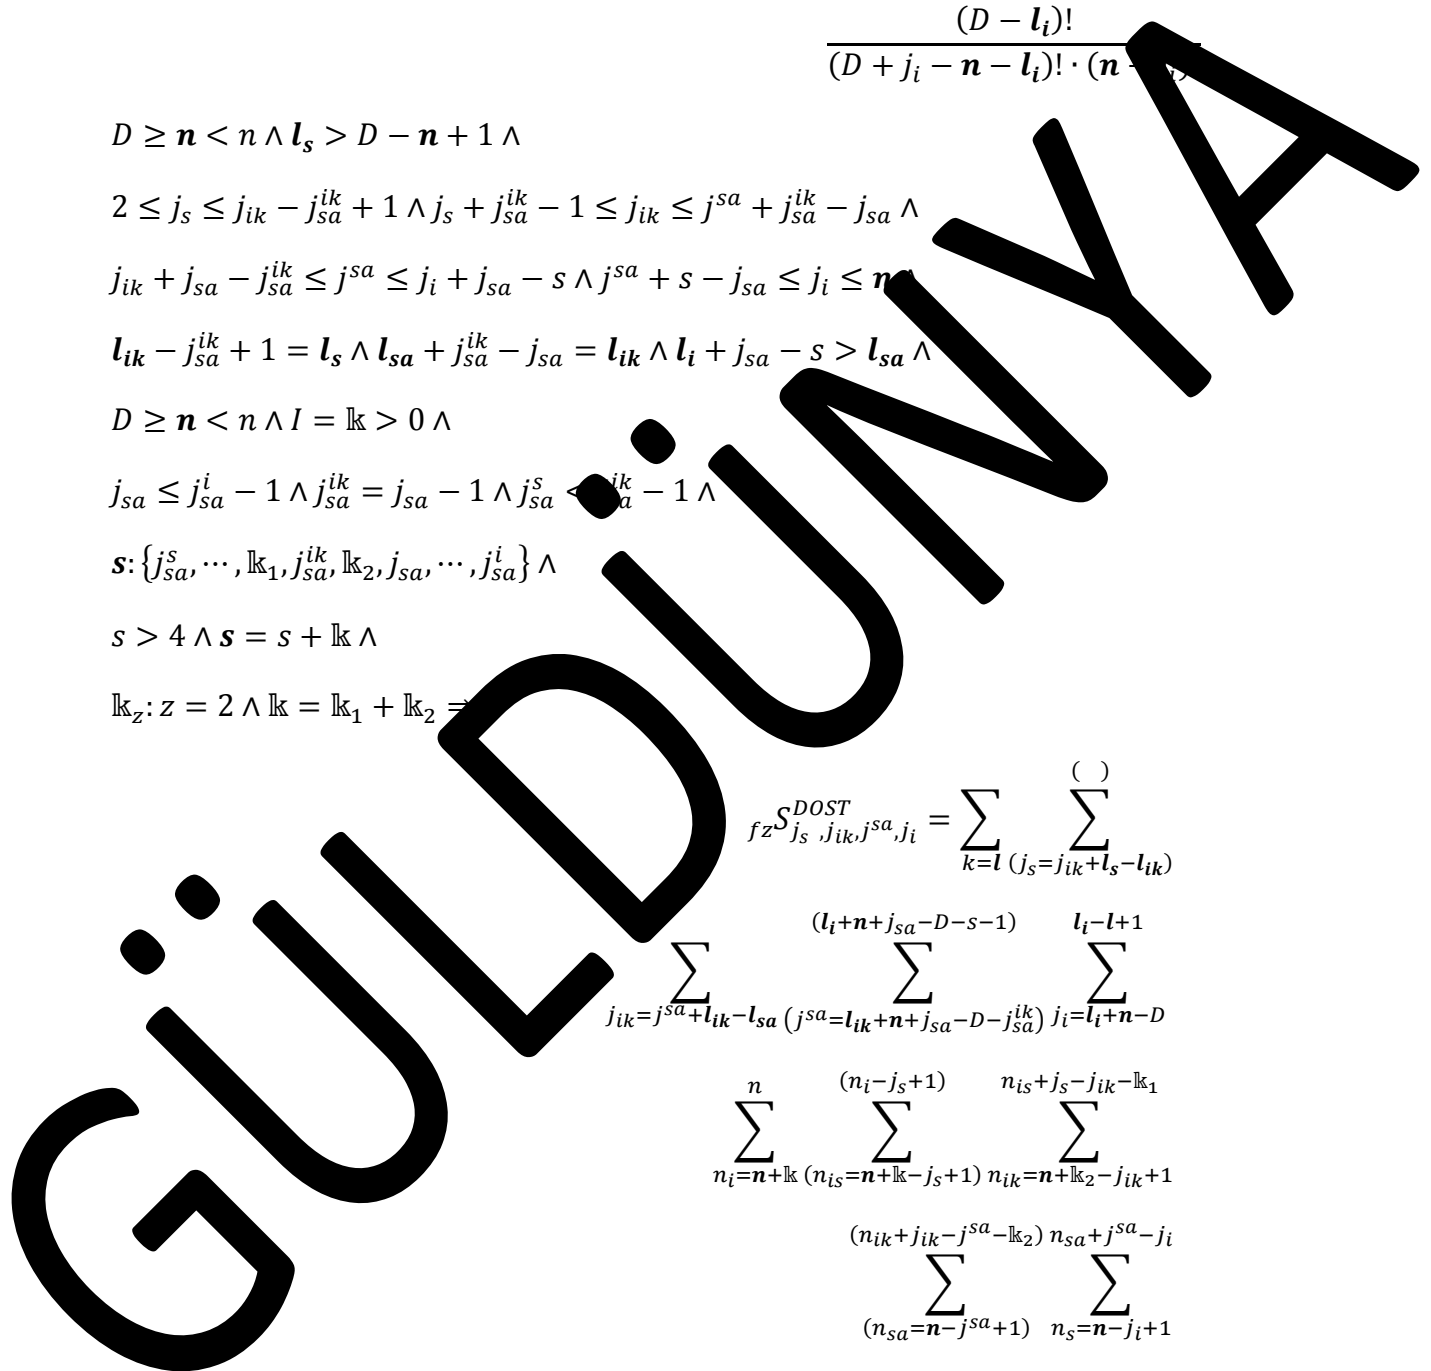 (D − l_i)!
(D + j_i − n − l_i)! · (n
D ≥ n < n ∧ l_s > D − n + 1 ∧
2 ≤ j_s ≤ j_ik − j_sa^ik + 1 ∧ j_s + j_sa^ik − 1 ≤ j_ik ≤ j^sa + j_sa^ik − j_sa ∧
j_ik + j_sa − j_sa^ik ≤ j^sa ≤ j_i + j_sa − s ∧ j^sa + s − j_sa ≤ j_i ≤ n ∧
l_ik − j_sa^ik + 1 = l_s ∧ l_sa + j_sa^ik − j_sa = l_ik ∧ l_i + j_sa − s > l_sa ∧
D ≥ n < n ∧ I = 𝕜 > 0 ∧
j_sa ≤ j_sa^i − 1 ∧ j_sa^ik = j_sa − 1 ∧ j_sa^s − 1 ∧
s: {j_sa^s, ⋯ , 𝕜_1, j_sa^ik, 𝕜_2, j_sa, ⋯ , j_sa^i} ∧
s > 4 ∧ s = s + 𝕜 ∧
𝕜_z: z = 2 ∧ 𝕜 = 𝕜_1 + 𝕜_2 ⇒
( )
fzS^DOST_{j_s ,j_ik,j^sa,j_i} = ∑ ∑
k=l (j_s=j_ik+l_s−l_ik)
(l_i+n+j_sa−D−s−1) l_i−l+1
∑ ∑ ∑
j_ik=j^sa+l_ik−l_sa (j^sa=l_ik+n+j_sa−D−j_sa^ik) j_i=l_i+n−D
n (n_i−j_s+1) n_is+j_s−j_ik−𝕜_1
∑ ∑ ∑
n_i=n+𝕜 (n_is=n+𝕜−j_s+1) n_ik=n+𝕜_2−j_ik+1
(n_ik+j_ik−j^sa−𝕜_2) n_sa+j^sa−j_i
∑ ∑
(n_sa=n−j^sa+1) n_s=n−j_i+1
GÜLDÜNYA